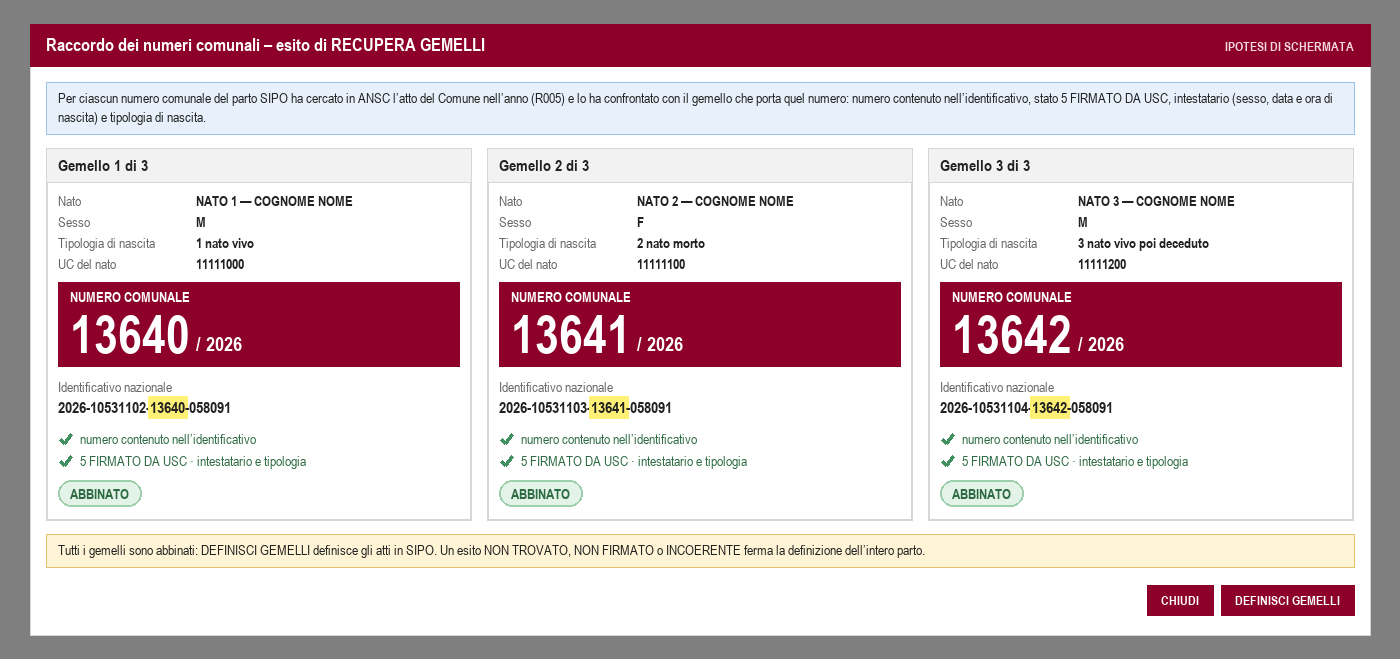 Raccordo dei numeri comunali – esito di RECUPERA GEMELLI
IPOTESI DI SCHERMATA
Per ciascun numero comunale del parto SIPO ha cercato in ANSC l'atto del Comune nell'anno (R005) e lo ha confrontato con il gemello che porta quel numero: numero contenuto nell'identificativo, stato 5 FIRMATO DA USC, intestatario (sesso, data e ora di
nascita) e tipologia di nascita.
Gemello 1 di 3
Nato NATO 1 — COGNOME NOME
Sesso M
Tipologia di nascita 1 nato vivo
UC del nato 11111000
NUMERO COMUNALE
13640 / 2026
Identificativo nazionale
2026-10531102-13640-058091
numero contenuto nell'identificativo
5 FIRMATO DA USC · intestatario e tipologia
ABBINATO
Gemello 2 di 3
Nato NATO 2 — COGNOME NOME
Sesso F
Tipologia di nascita 2 nato morto
UC del nato 11111100
NUMERO COMUNALE
13641 / 2026
Identificativo nazionale
2026-10531103-13641-058091
numero contenuto nell'identificativo
5 FIRMATO DA USC · intestatario e tipologia
ABBINATO
Gemello 3 di 3
Nato NATO 3 — COGNOME NOME
Sesso M
Tipologia di nascita 3 nato vivo poi deceduto
UC del nato 11111200
NUMERO COMUNALE
13642 / 2026
Identificativo nazionale
2026-10531104-13642-058091
numero contenuto nell'identificativo
5 FIRMATO DA USC · intestatario e tipologia
ABBINATO
Tutti i gemelli sono abbinati: DEFINISCI GEMELLI definisce gli atti in SIPO. Un esito NON TROVATO, NON FIRMATO o INCOERENTE ferma la definizione dell'intero parto.
CHIUDI
DEFINISCI GEMELLI